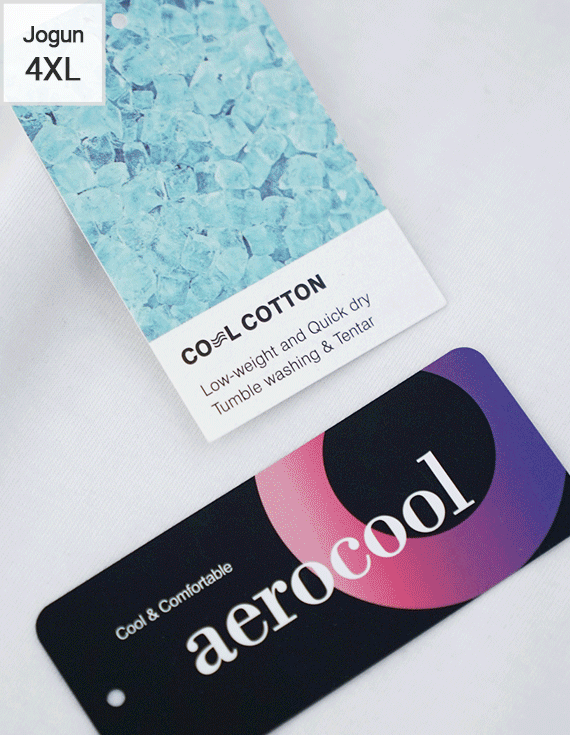 Jogun
4XL
COOL COTTON
Low-weight and Quick dry
Tumble washing & Tentar
Cool & Comfortable
aerocool